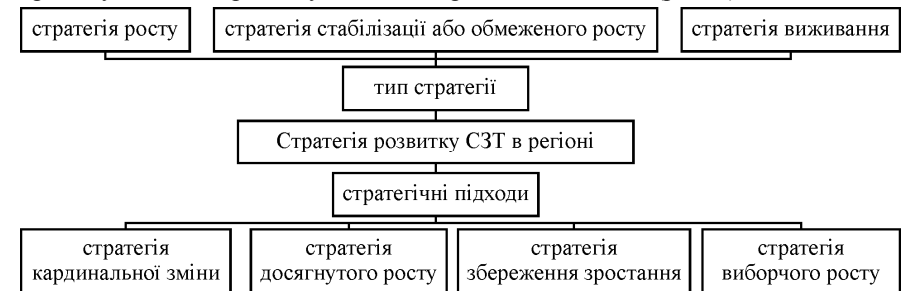 стратегія росту
стратегія стабілізації або обмеженого росту
стратегія виживання
тип стратегії
Стратегія розвитку СЗТ в регіоні
стратегічні підходи
стратегія
кардинальної зміни
стратегія
досягнутого росту
стратегія
збереження зростання
стратегія
виборчого росту